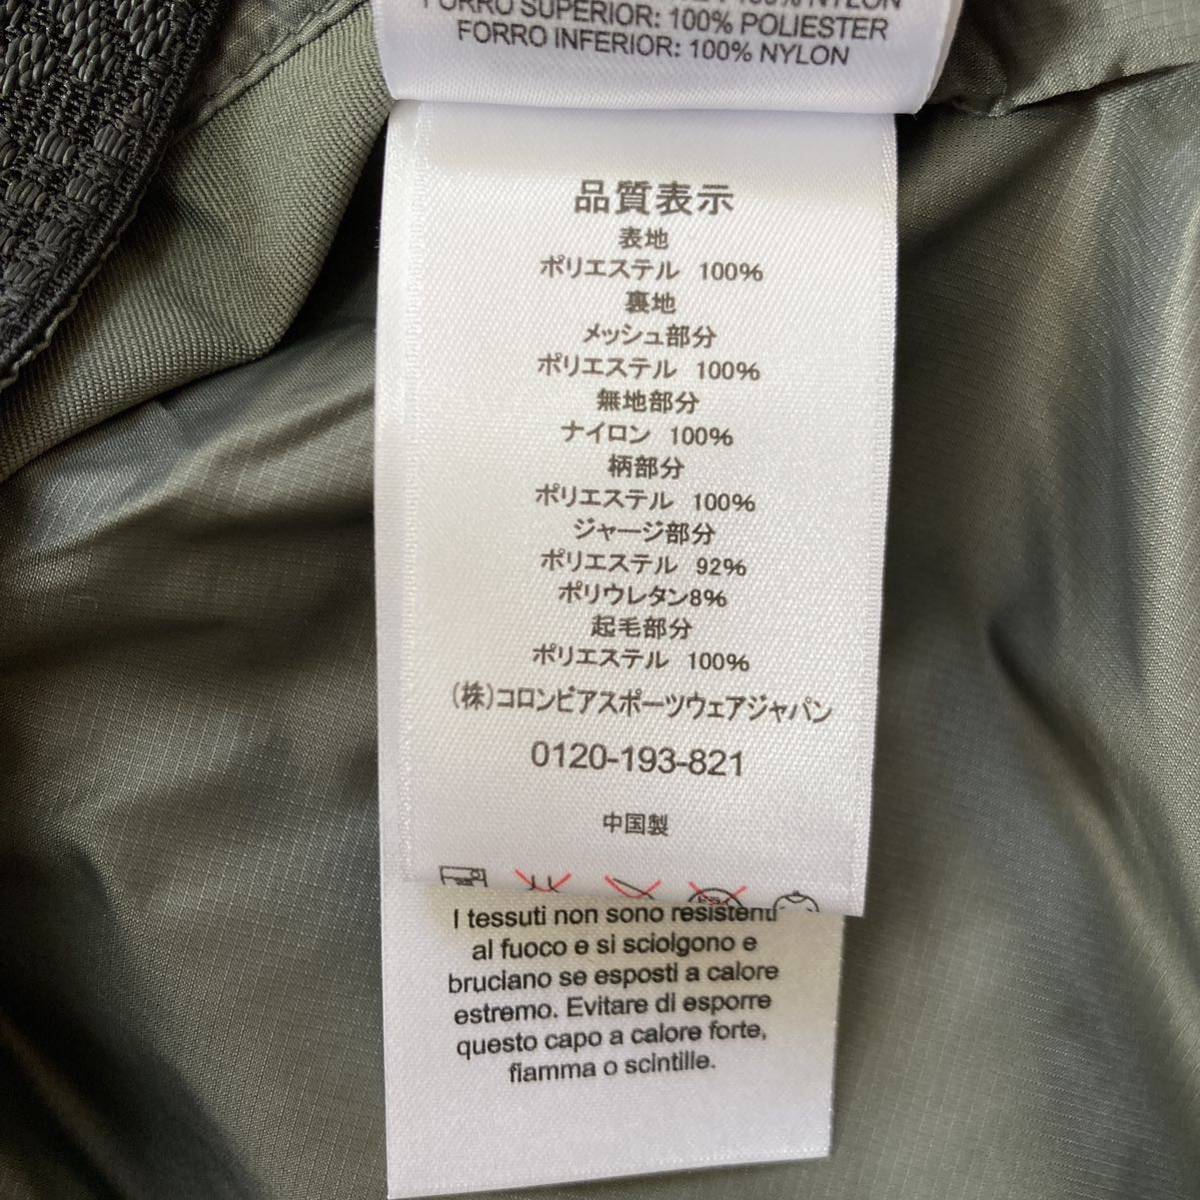 100% NYLON
FORRO SUPERIOR: 100% POLIESTER
FORRO INFERIOR: 100% NYLON
品質表示
表地
ポリエステル 100%
裏地
メッシュ部分
ポリエステル 100%
無地部分
ナイロン 100%
柄部分
ポリエステル 100%
ジャージ部分
ポリエステル 92%
ポリウレタン8%
起毛部分
ポリエステル 100%
(株)コロンビアスポーツウェアジャパン
0120-193-821
中国製
I tessuti non sono resistenti
al fuoco e si sciolgono e
bruciano se esposti a calore
estremo. Evitare di esporre
questo capo a calore forte,
fiamma o scintille.